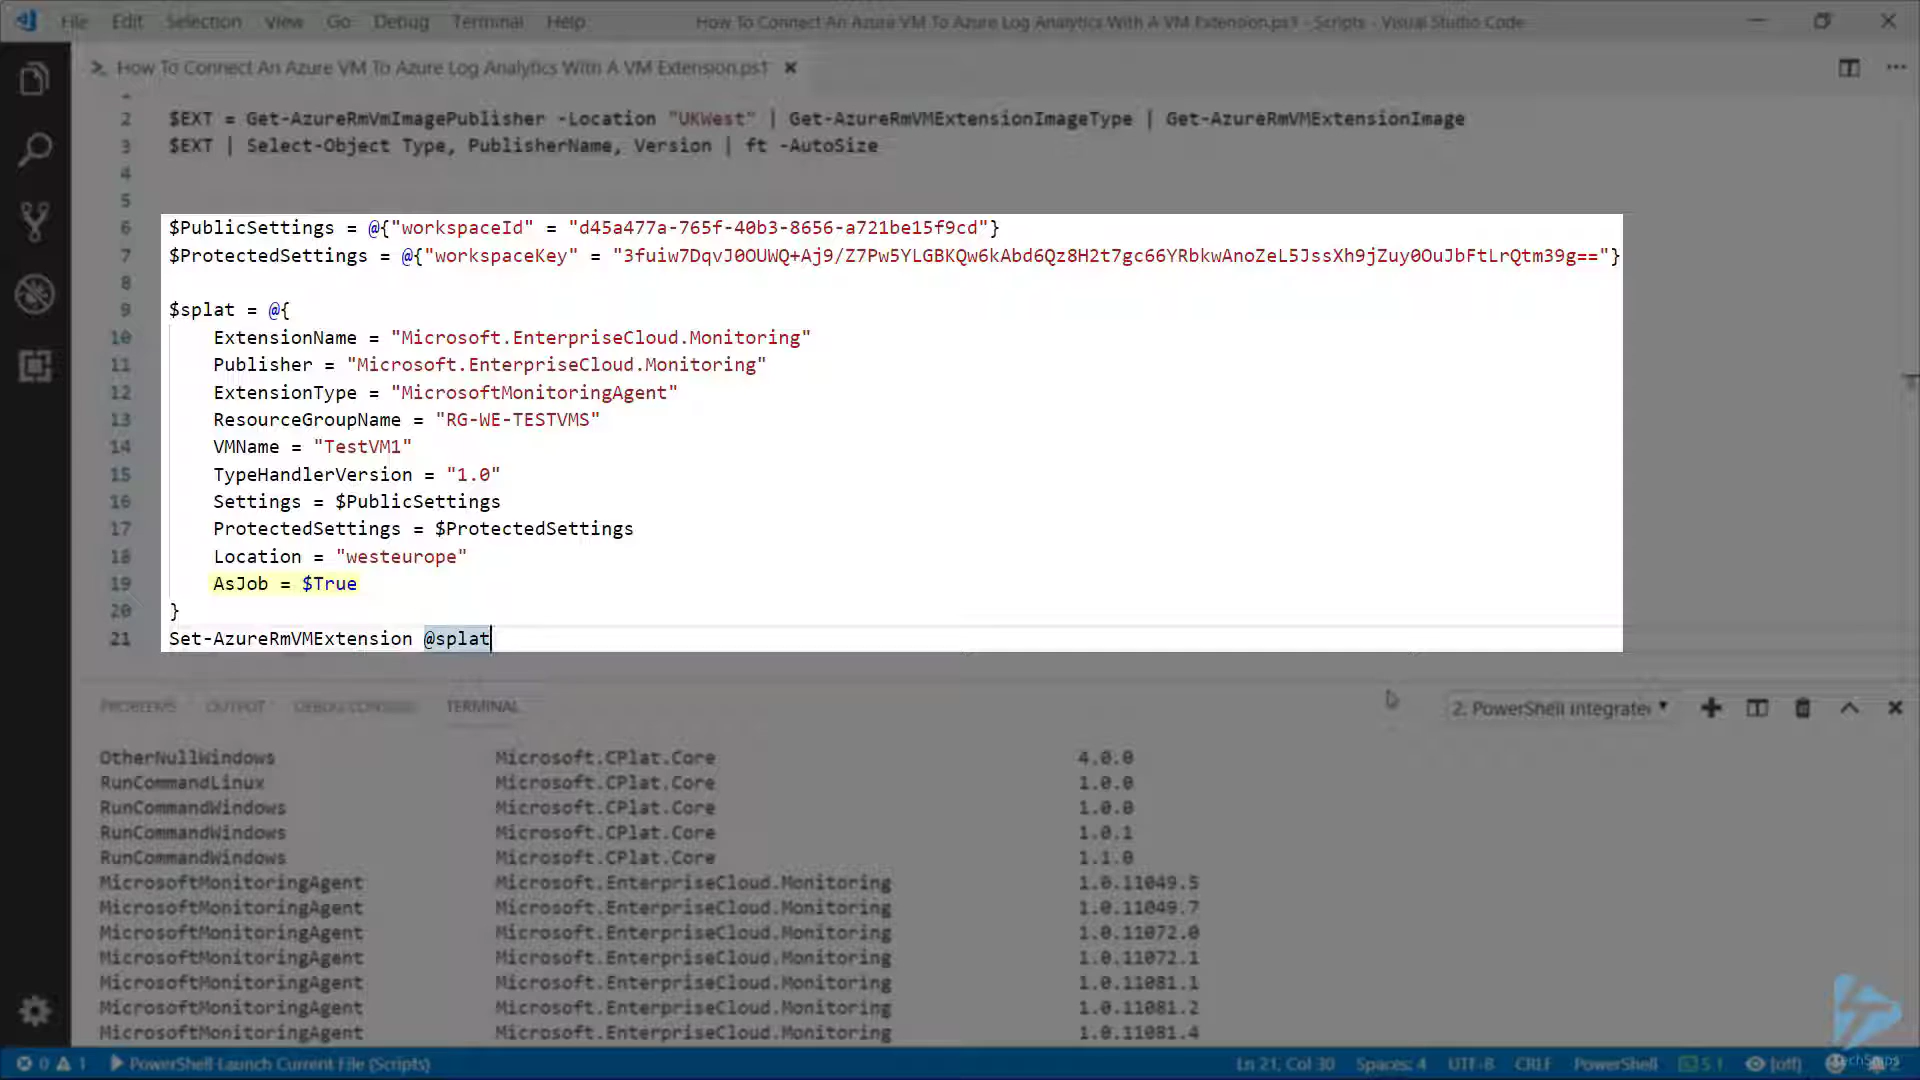 File Edit Selection View Go Debug Terminal Help How To Connect An Azure VM To Azure Log Analytics With A VM Extension.ps1 - Scripts - Visual Studio Code
How To Connect An Azure VM To Azure Log Analytics With A VM Extension.ps1
2 $EXT = Get-AzureRmVmImagePublisher -Location "UKWest" | Get-AzureRmVMExtensionImageType | Get-AzureRmVMExtensionImage
3 $EXT | Select-Object Type, PublisherName, Version | ft -AutoSize
4
5
6 $PublicSettings = @{"workspaceId" = "d45a477a-765f-40b3-8656-a721be15f9cd"}
7 $ProtectedSettings = @{"workspaceKey" = "3fuiw7DqvJ0OUWQ+Aj9/Z7Pw5YLGBKQw6kAbd6Qz8H2t7gc66YRbkwAnoZeL5JssXh9jZuy0OuJbFtLrQtm39g=="}
8
9 $splat = @{
10 ExtensionName = "Microsoft.EnterpriseCloud.Monitoring"
11 Publisher = "Microsoft.EnterpriseCloud.Monitoring"
12 ExtensionType = "MicrosoftMonitoringAgent"
13 ResourceGroupName = "RG-WE-TESTVMS"
14 VMName = "TestVM1"
15 TypeHandlerVersion = "1.0"
16 Settings = $PublicSettings
17 ProtectedSettings = $ProtectedSettings
18 Location = "westeurope"
19 AsJob = $True
20 }
21 Set-AzureRmVMExtension @splat
PROBLEMS OUTPUT DEBUG CONSOLE TERMINAL 2. PowerShell Integrate
OtherNullWindows Microsoft.CPlat.Core 4.0.0
RunCommandLinux Microsoft.CPlat.Core 1.0.0
RunCommandWindows Microsoft.CPlat.Core 1.0.0
RunCommandWindows Microsoft.CPlat.Core 1.0.1
RunCommandWindows Microsoft.CPlat.Core 1.1.0
MicrosoftMonitoringAgent Microsoft.EnterpriseCloud.Monitoring 1.0.11049.5
MicrosoftMonitoringAgent Microsoft.EnterpriseCloud.Monitoring 1.0.11049.7
MicrosoftMonitoringAgent Microsoft.EnterpriseCloud.Monitoring 1.0.11072.0
MicrosoftMonitoringAgent Microsoft.EnterpriseCloud.Monitoring 1.0.11072.1
MicrosoftMonitoringAgent Microsoft.EnterpriseCloud.Monitoring 1.0.11081.1
MicrosoftMonitoringAgent Microsoft.EnterpriseCloud.Monitoring 1.0.11081.2
MicrosoftMonitoringAgent Microsoft.EnterpriseCloud.Monitoring 1.0.11081.4
0 1 PowerShell Launch Current File (Scripts) Ln 21, Col 30 Spaces: 4 UTF-8 CRLF PowerShell 5.1 [off]